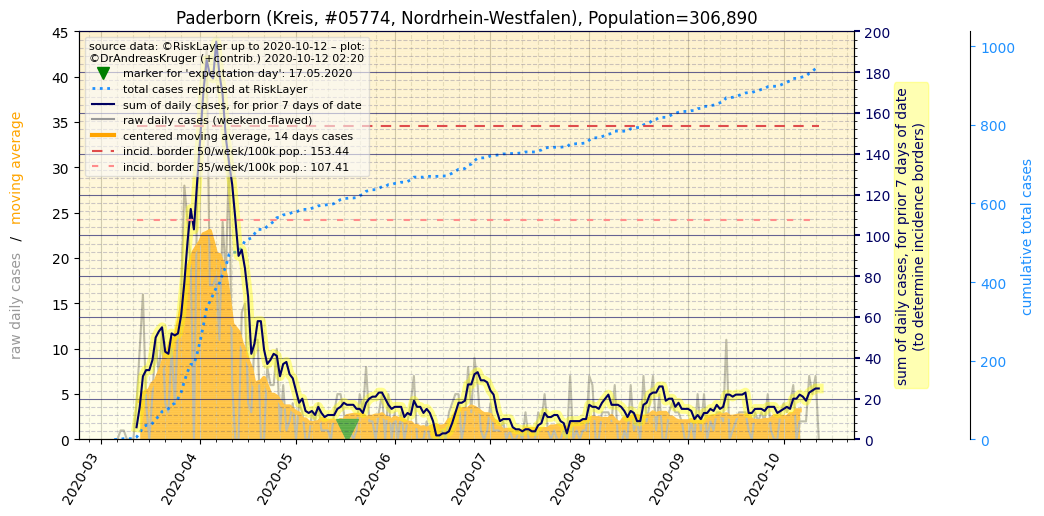 Paderborn (Kreis, #05774, Nordrhein-Westfalen), Population=306,890
source data: ©RiskLayer up to 2020-10-12 – plot:
©DrAndreasKruger (+contrib.) 2020-10-12 02:20
marker for 'expectation day': 17.05.2020
total cases reported at RiskLayer
sum of daily cases, for prior 7 days of date
raw daily cases (weekend-flawed)
centered moving average, 14 days cases
incid. border 50/week/100k pop.: 153.44
incid. border 35/week/100k pop.: 107.41
raw daily cases / moving average
45
40
35
30
25
20
15
10
5
0
200
180
160
140
120
100
80
60
40
20
0
sum of daily cases, for prior 7 days of date
(to determine incidence borders)
1000
800
600
400
200
0
cumulative total cases
2020-03
2020-04
2020-05
2020-06
2020-07
2020-08
2020-09
2020-10